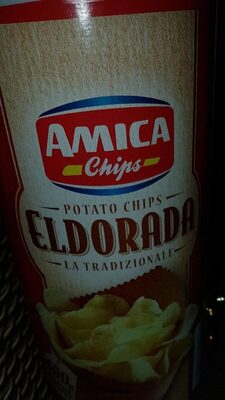 AMICA
Chips
POTATO CHIPS
ELDORADA
LA TRADIZIONALE